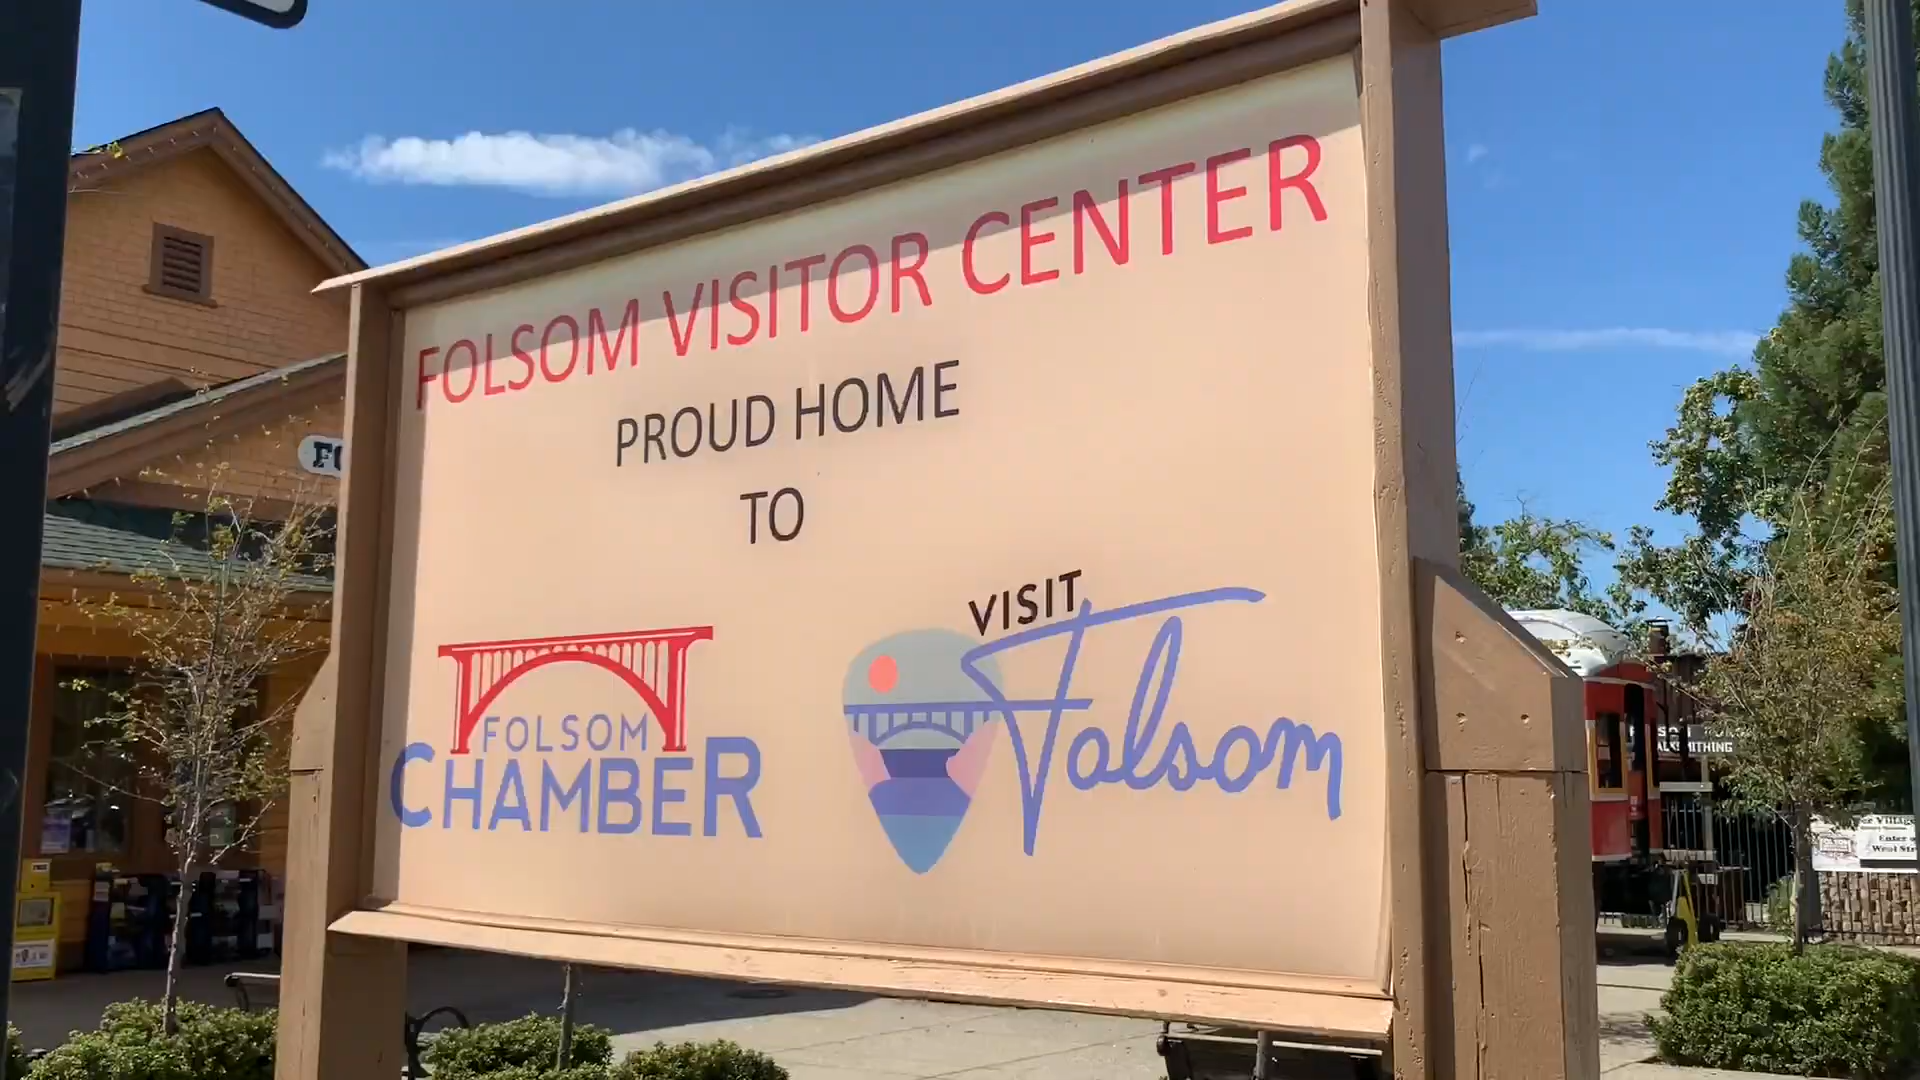 FOLSOM VISITOR CENTER
PROUD HOME
TO
FOLSOM
CHAMBER
VISIT
Folsom